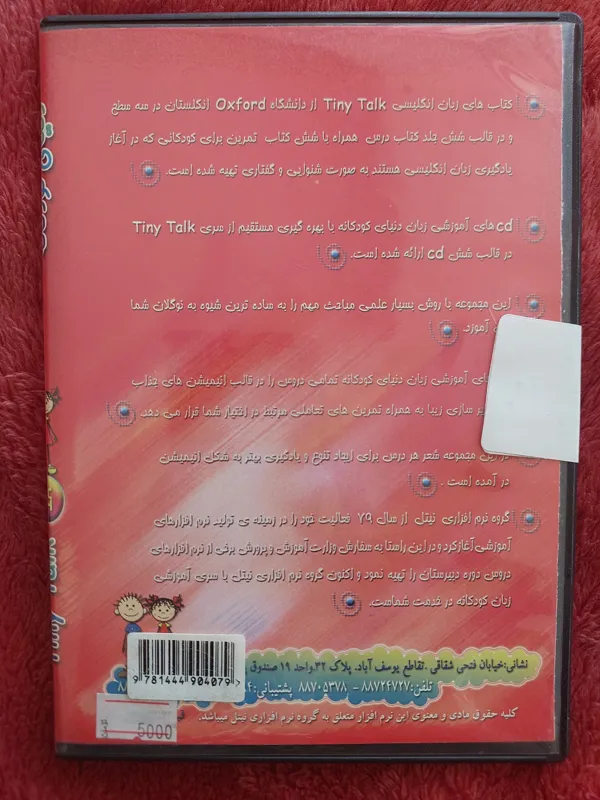 کتاب های زبان انگلیسی Tiny Talk از دانشگاه Oxford انگلستان در سه سطح
و در قالب شش جلد کتاب درس همراه با شش کتاب تمرین برای کودکانی که در آغاز
یادگیری زبان انگلیسی هستند به صورت شنوایی و گفتاری تهیه شده است.
cd های آموزشی زبان دنیای کودکانه با بهره گیری مستقیم از سری Tiny Talk
در قالب شش cd ارائه شده است.
این مجموعه با روش بسیار علمی مباحث مهم را به ساده ترین شیوه به نوگلان شما
آموزد.
آموزشی زبان دنیای کودکانه تمامی دروس را در قالب انیمیشن های جذاب
سازی زیبا به همراه تمرین های تعاملی مرتبط در اختیار شما قرار می دهد.
در این مجموعه شعر هر درس برای ایجاد تنوع و یادگیری بهتر به شکل انیمیشن
در آمده است .
گروه نرم افزاری نیتل از سال ۷۹ فعالیت خود را در زمینه ی تولید نرم افزارهای
آموزشی آغاز کرد و در این راستا به سفارش وزارت آموزش و پرورش برخی از نرم افزارهای
دروس دوره دبیرستان را تهیه نمود و اکنون گروه نرم افزاری نیتل با سری آموزشی
زبان کودکانه در خدمت شماست.
نشانی:خیابان فتحی شقاقی .تقاطع یوسف آباد. پلاک ۳۲.واحد ۱۹ صندوق
تلفن: ۸۸۷۲۴۷۲۷ - ۸۸۷۰۵۳۷۸ پشتیبانی:
9 781444 904079
کلیه حقوق مادی و معنوی این نرم افزار متعلق به گروه نرم افزاری نیتل میباشد.
5000